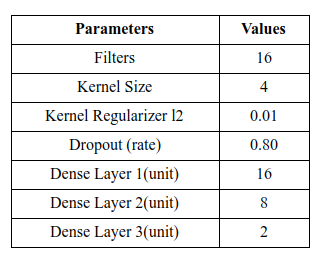 Parameters Values
Filters 16
Kernel Size 4
Kernel Regularizer l2 0.01
Dropout (rate) 0.80
Dense Layer 1(unit) 16
Dense Layer 2(unit) 8
Dense Layer 3(unit) 2